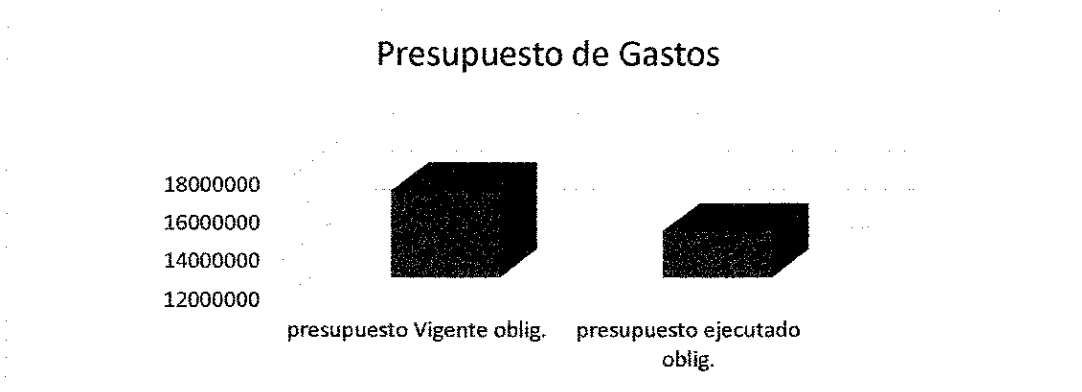 Presupuesto de Gastos
18000000
16000000
14000000
12000000
presupuesto Vigente oblig.
presupuesto ejecutado
oblig.